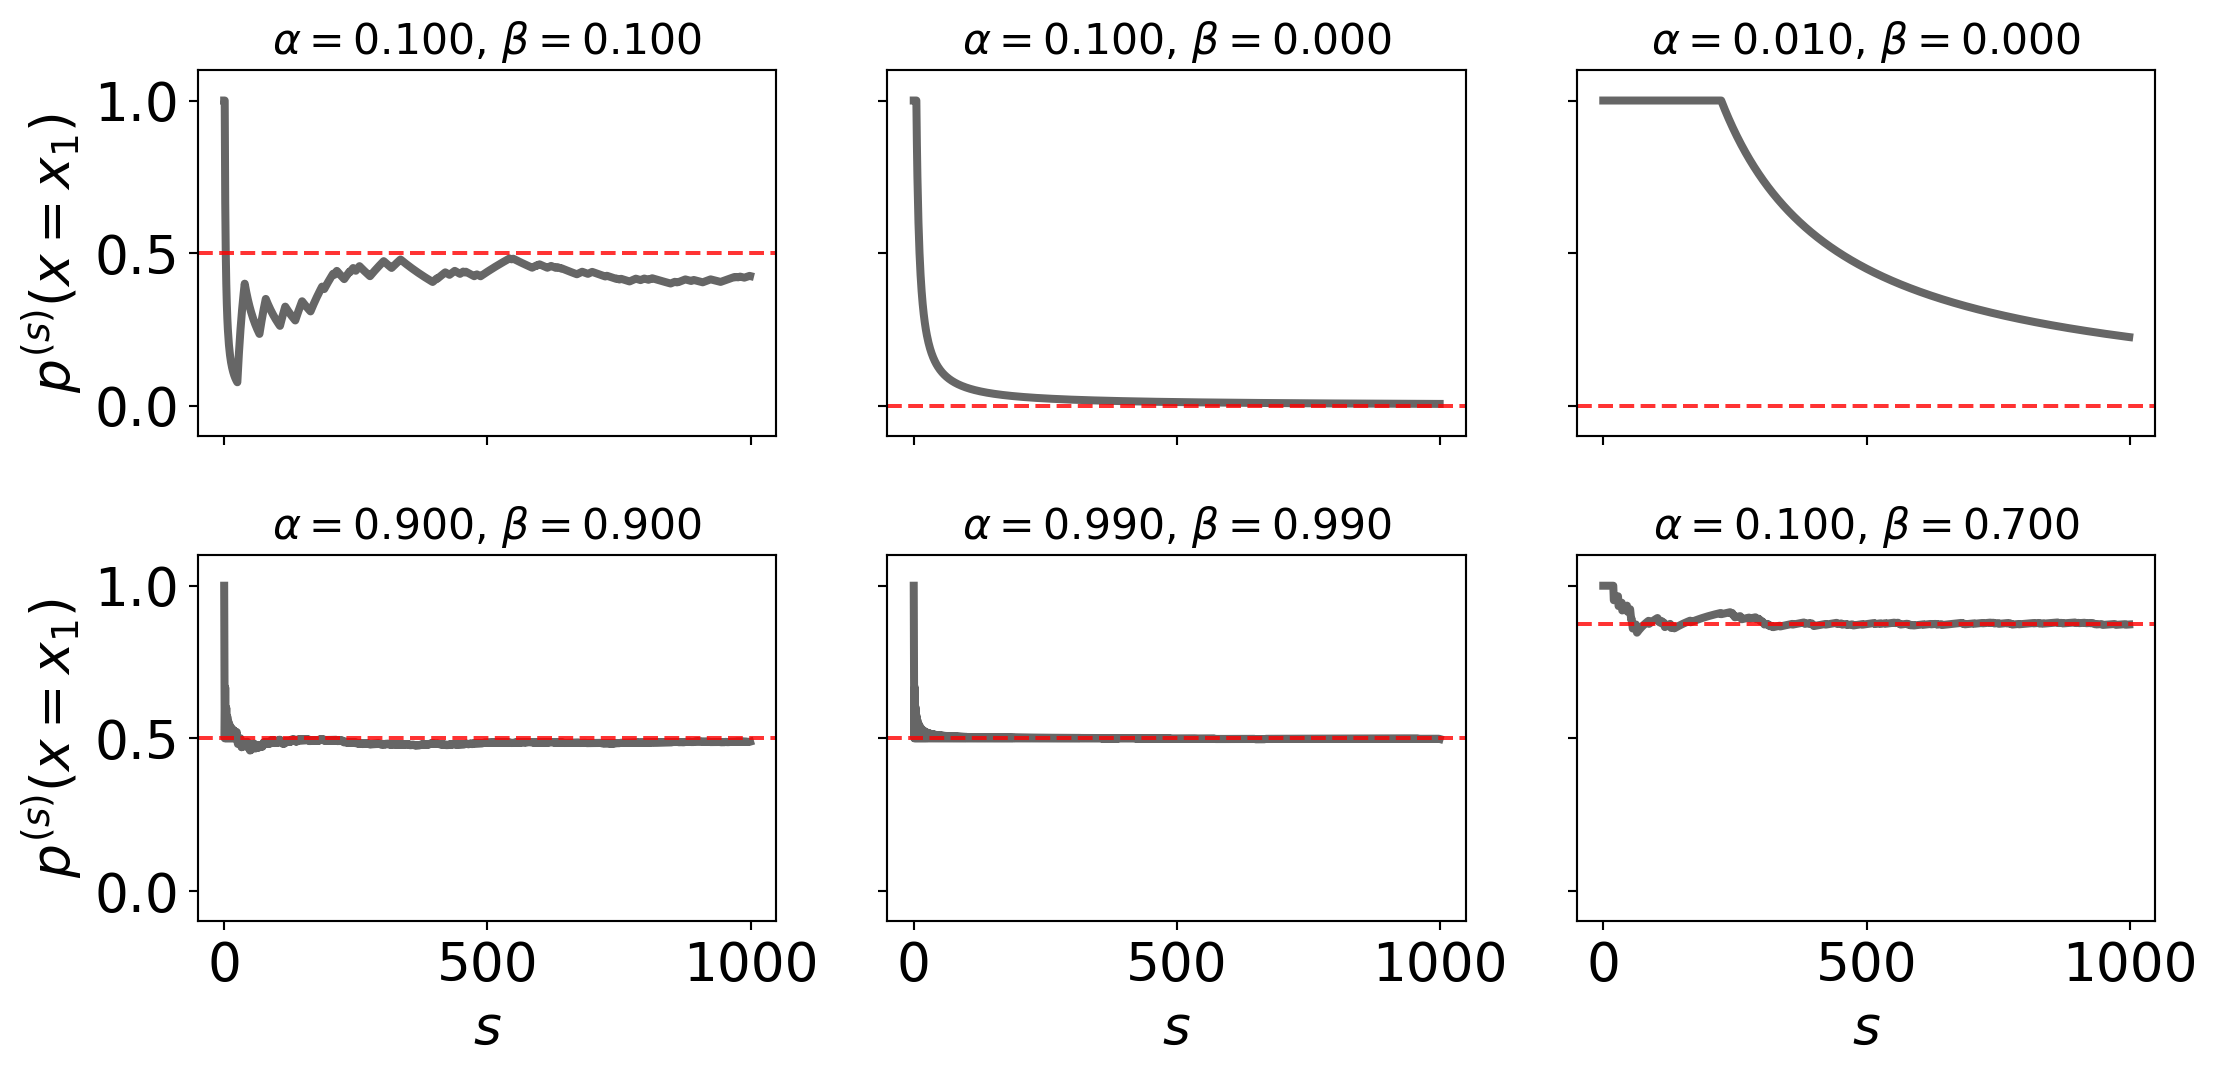 α = 0.100, β = 0.100
α = 0.100, β = 0.000
α = 0.010, β = 0.000
p^(s)(x = x₁)
1.0
0.5
0.0
α = 0.900, β = 0.900
α = 0.990, β = 0.990
α = 0.100, β = 0.700
p^(s)(x = x₁)
1.0
0.5
0.0
0 500 1000
0 500 1000
0 500 1000
s
s
s